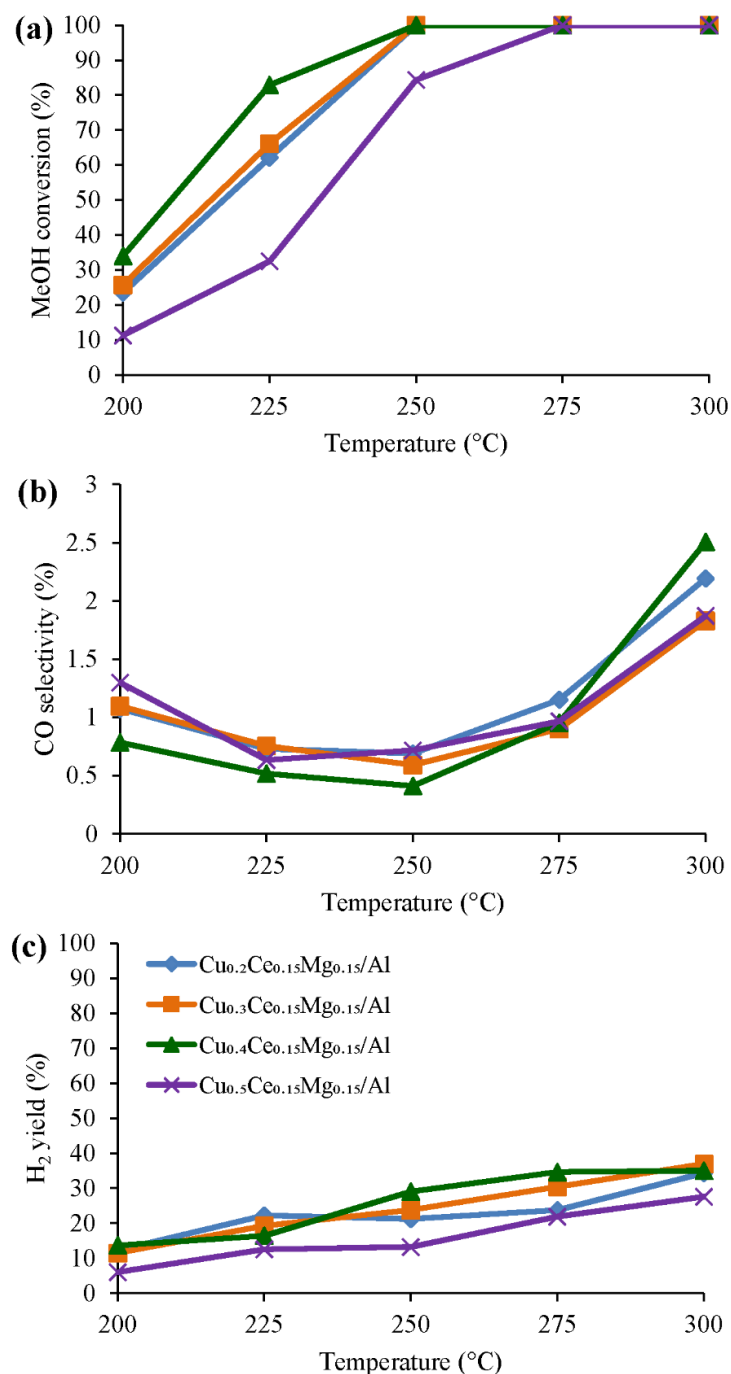 (a)
MeOH conversion (%)
100
90
80
70
60
50
40
30
20
10
0
200 225 250 275 300
Temperature (°C)
(b)
CO selectivity (%)
3
2.5
2
1.5
1
0.5
0
200 225 250 275 300
Temperature (°C)
(c)
H₂ yield (%)
100
90
80
70
60
50
40
30
20
10
0
Cu₀.₂Ce₀.₁₅Mg₀.₁₅/Al
Cu₀.₃Ce₀.₁₅Mg₀.₁₅/Al
Cu₀.₄Ce₀.₁₅Mg₀.₁₅/Al
Cu₀.₅Ce₀.₁₅Mg₀.₁₅/Al
200 225 250 275 300
Temperature (°C)